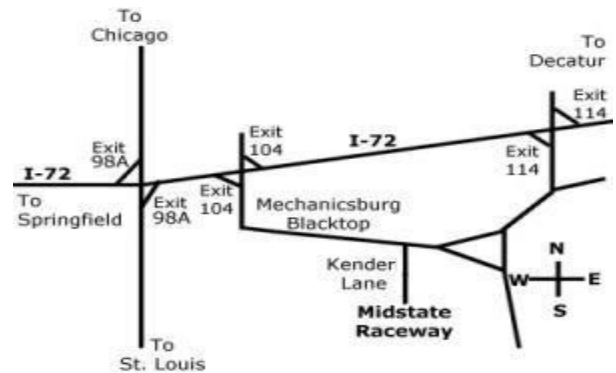 To
Chicago
To
Decatur
Exit
114
Exit
98A
Exit
104
I-72
Exit
114
I-72
To
Springfield
Exit
98A
Exit
104
Mechanicsburg
Blacktop
Kender
Lane
Midstate
Raceway
N
W
E
S
To
St. Louis